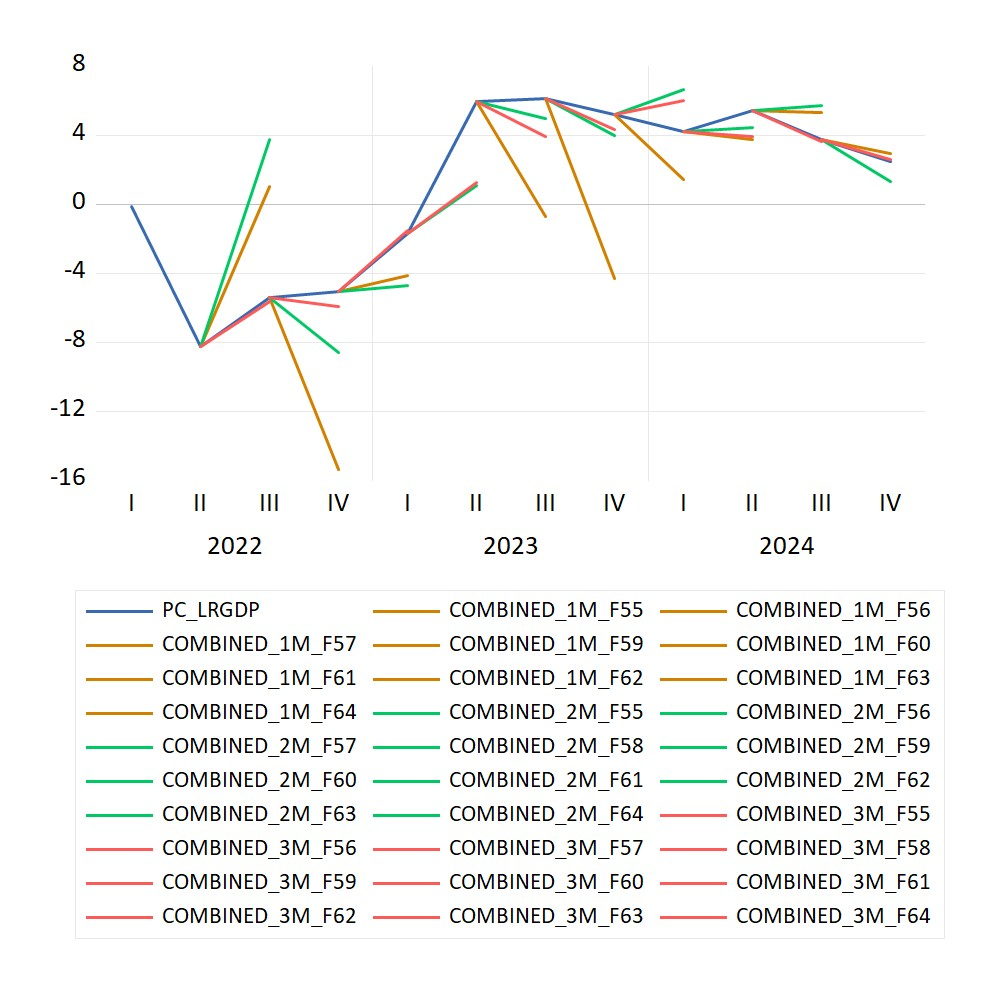 8
4
0
-4
-8
-12
-16
I II III IV I II III IV I II III IV
2022 2023 2024
PC_LRGDP COMBINED_1M_F55 COMBINED_1M_F56
COMBINED_1M_F57 COMBINED_1M_F59 COMBINED_1M_F60
COMBINED_1M_F61 COMBINED_1M_F62 COMBINED_1M_F63
COMBINED_1M_F64 COMBINED_2M_F55 COMBINED_2M_F56
COMBINED_2M_F57 COMBINED_2M_F58 COMBINED_2M_F59
COMBINED_2M_F60 COMBINED_2M_F61 COMBINED_2M_F62
COMBINED_2M_F63 COMBINED_2M_F64 COMBINED_3M_F55
COMBINED_3M_F56 COMBINED_3M_F57 COMBINED_3M_F58
COMBINED_3M_F59 COMBINED_3M_F60 COMBINED_3M_F61
COMBINED_3M_F62 COMBINED_3M_F63 COMBINED_3M_F64